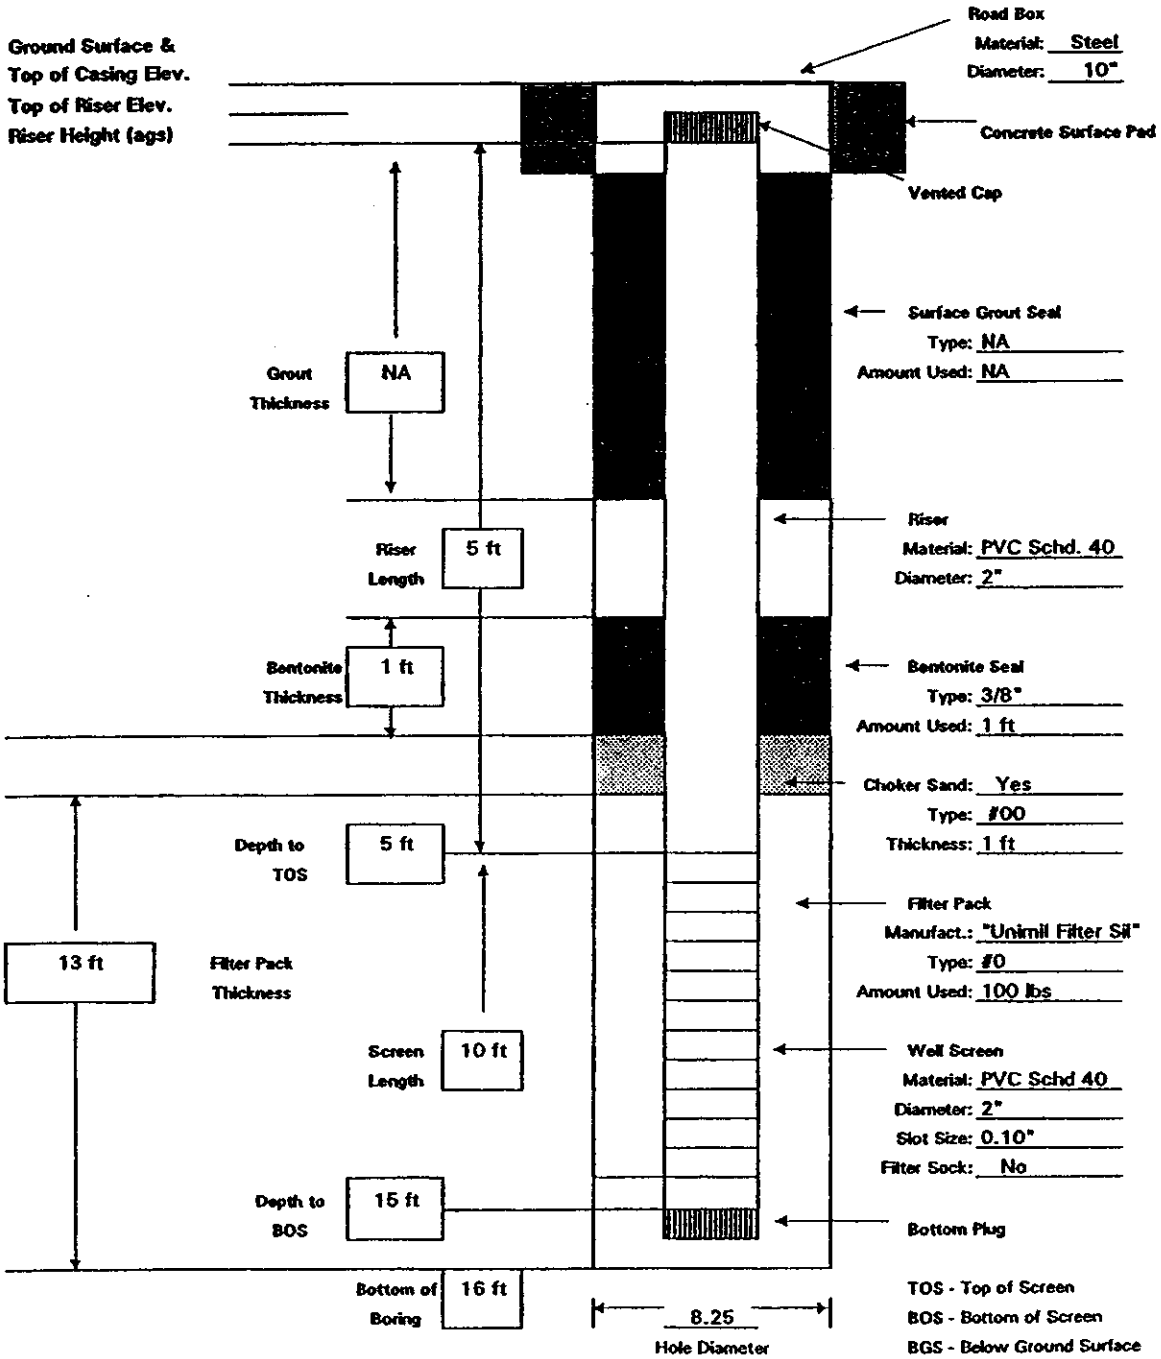 Road Box
Material: Steel
Diameter: 10"
Ground Surface &
Top of Casing Elev.
Top of Riser Elev.
Riser Height (ags)
Concrete Surface Pad
Vented Cap
Surface Grout Seal
Type: NA
Amount Used: NA
Grout
Thickness
NA
Riser
Material: PVC Schd. 40
Diameter: 2"
Riser
Length
5 ft
Bentonite
Thickness
1 ft
Bentonite Seal
Type: 3/8"
Amount Used: 1 ft
Choker Sand: Yes
Type: #00
Thickness: 1 ft
Depth to
TOS
5 ft
Filter Pack
Manufact.: "Unimil Filter Sil"
Type: #0
Amount Used: 100 lbs
13 ft
Filter Pack
Thickness
Screen
Length
10 ft
Well Screen
Material: PVC Schd 40
Diameter: 2"
Slot Size: 0.10"
Filter Sock: No
Depth to
BOS
15 ft
Bottom Plug
Bottom of
Boring
16 ft
8.25
Hole Diameter
TOS - Top of Screen
BOS - Bottom of Screen
BGS - Below Ground Surface